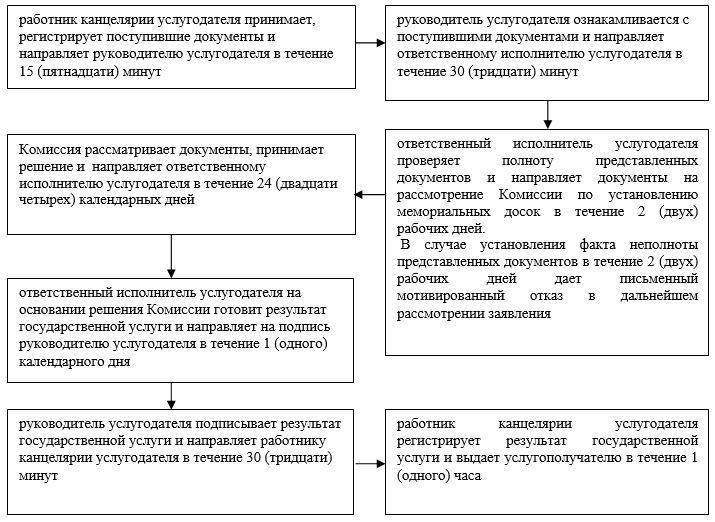 работник канцелярии услугодателя принимает,
регистрирует поступившие документы и
направляет руководителю услугодателя в течение
15 (пятнадцати) минут
руководитель услугодателя ознакамливается с
поступившими документами и направляет
ответственному исполнителю услугодателя в
течение 30 (тридцати) минут
ответственный исполнитель услугодателя
проверяет полноту представленных
документов и направляет документы на
рассмотрение Комиссии по установлению
мемориальных досок в течение 2 (двух)
рабочих дней.
В случае установления факта неполноты
представленных документов в течение 2 (двух)
рабочих дней дает письменный
мотивированный отказ в дальнейшем
рассмотрении заявления
Комиссия рассматривает документы, принимает
решение и направляет ответственному
исполнителю услугодателя в течение 24 (двадцати
четырех) календарных дней
ответственный исполнитель услугодателя на
основании решения Комиссии готовит результат
государственной услуги и направляет на подпись
руководителю услугодателя в течение 1 (одного)
календарного дня
руководитель услугодателя подписывает результат
государственной услуги и направляет работнику
канцелярии услугодателя в течение 30 (тридцати)
минут
работник канцелярии услугодателя
регистрирует результат государственной
услуги и выдает услугополучателю в течение 1
(одного) часа